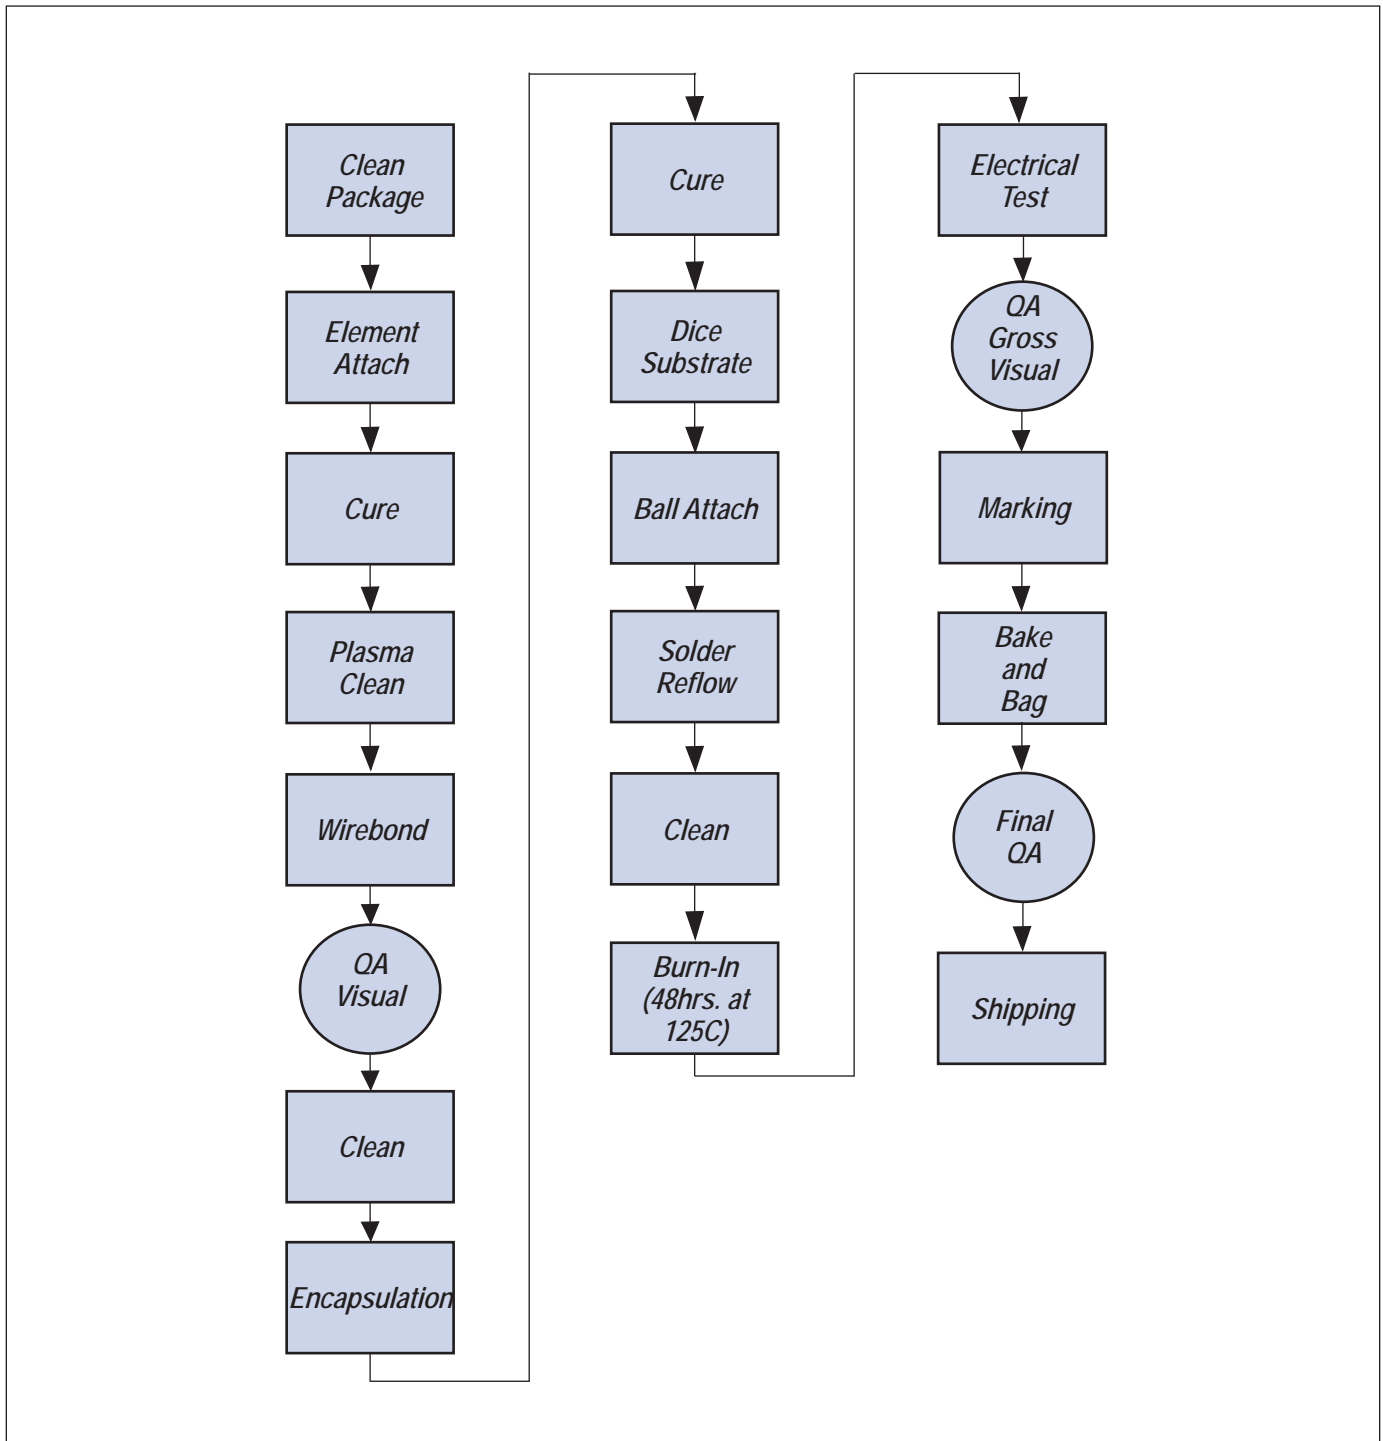 Clean
Package
Element
Attach
Cure
Plasma
Clean
Wirebond
QA
Visual
Clean
Encapsulation
Cure
Dice
Substrate
Ball Attach
Solder
Reflow
Clean
Burn-In
(48hrs. at
125C)
Electrical
Test
QA
Gross
Visual
Marking
Bake
and
Bag
Final
QA
Shipping